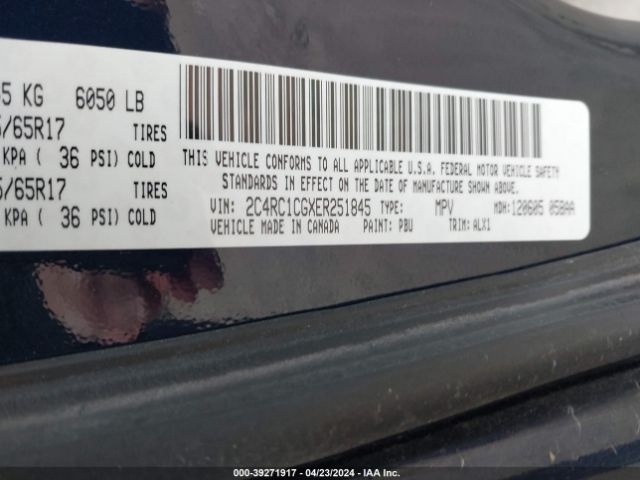 55 KG 6050 LB
5/65R17 TIRES
KPA ( 36 PSI) COLD
5/65R17 TIRES
KPA ( 36 PSI) COLD
THIS VEHICLE CONFORMS TO ALL APPLICABLE U.S.A. FEDERAL MOTOR VEHICLE SAFETY
STANDARDS IN EFFECT ON THE DATE OF MANUFACTURE SHOWN ABOVE.
VIN: 2C4RC1CGXER251845 TYPE: MPV MDH:120605 058AA
VEHICLE MADE IN CANADA PAINT: PBU TRIM: ALX1
000-39271917 - 04/23/2024 - IAA Inc.